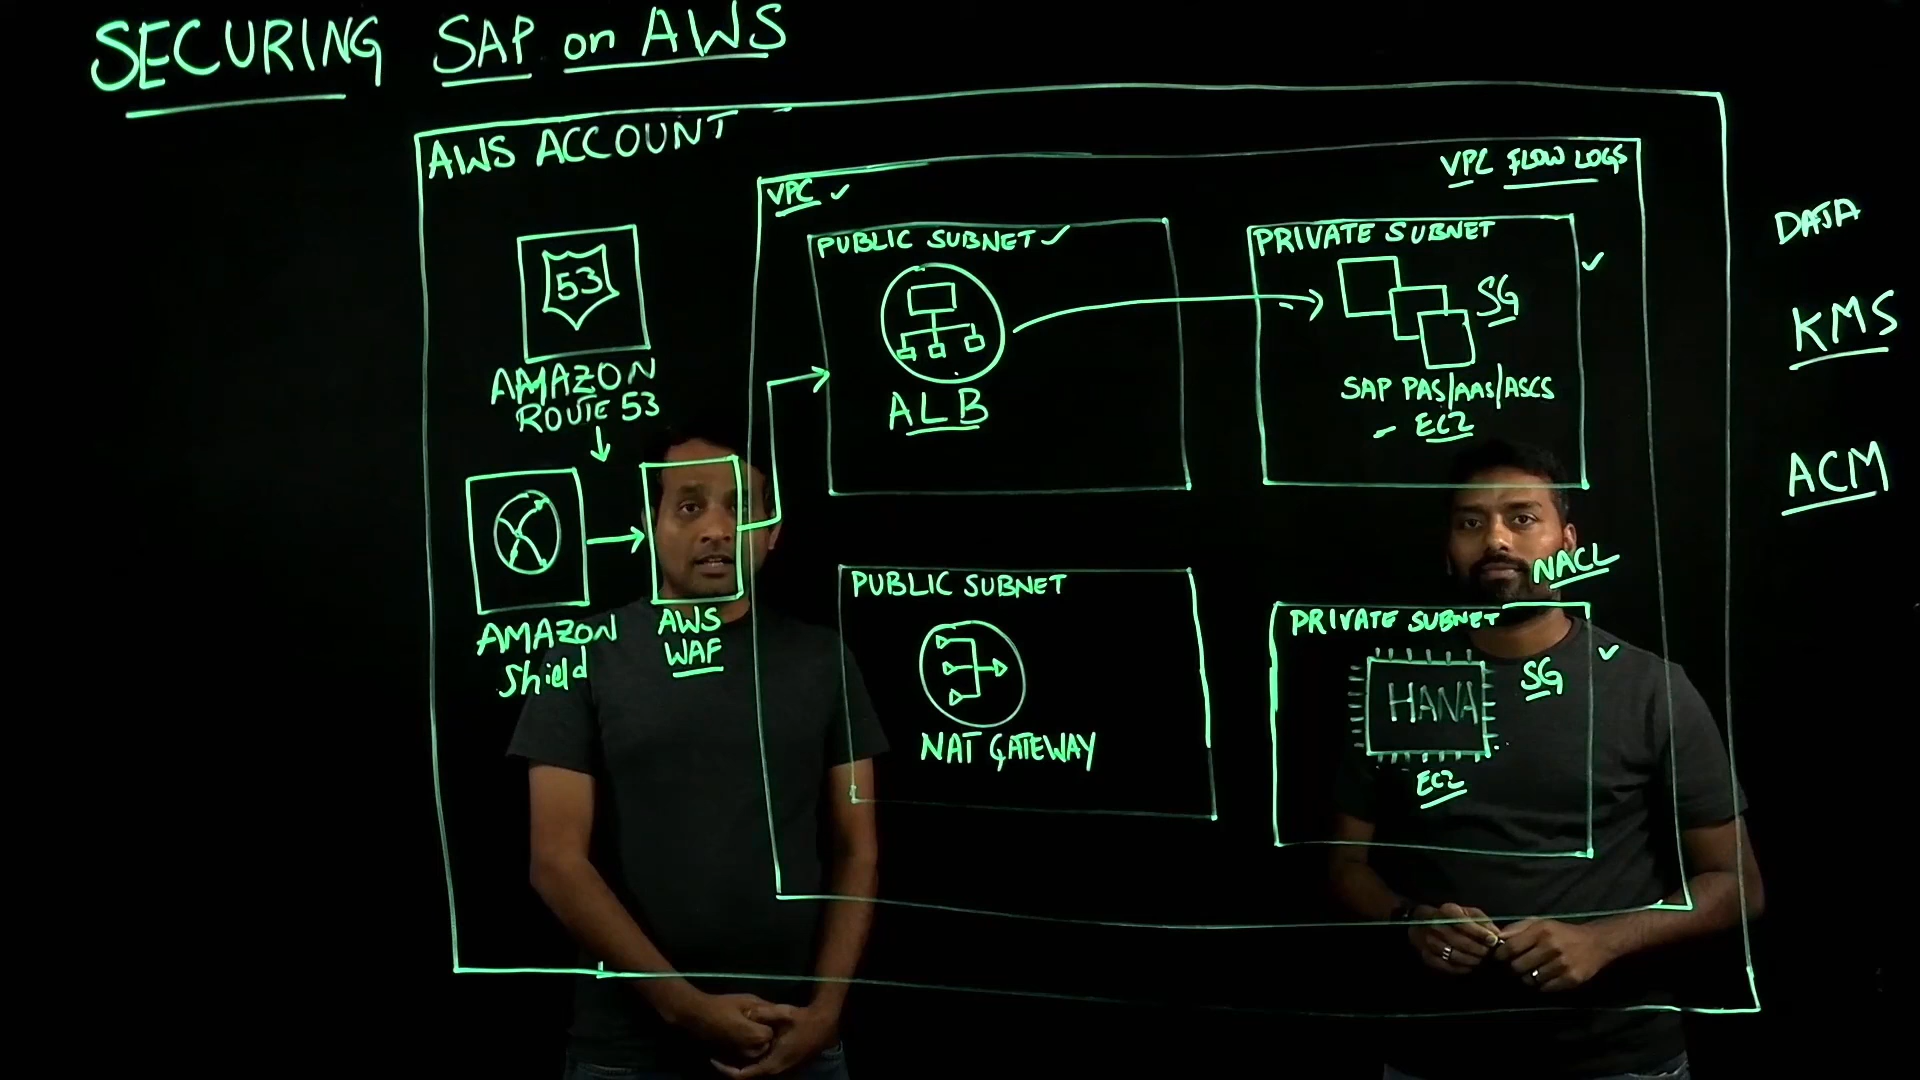 SECURING SAP on AWS
AWS ACCOUNT
VPC ✓
VPC FLOW LOGS
53
AMAZON
ROUTE 53
AMAZON
Shield
AWS
WAF
PUBLIC SUBNET ✓
ALB
PRIVATE SUBNET
✓
SG
SAP PAS/AAS/ASCS
- EC2
PUBLIC SUBNET
NAT GATEWAY
NACL
PRIVATE SUBNET
✓
SG
HANA
EC2
DATA
KMS
ACM